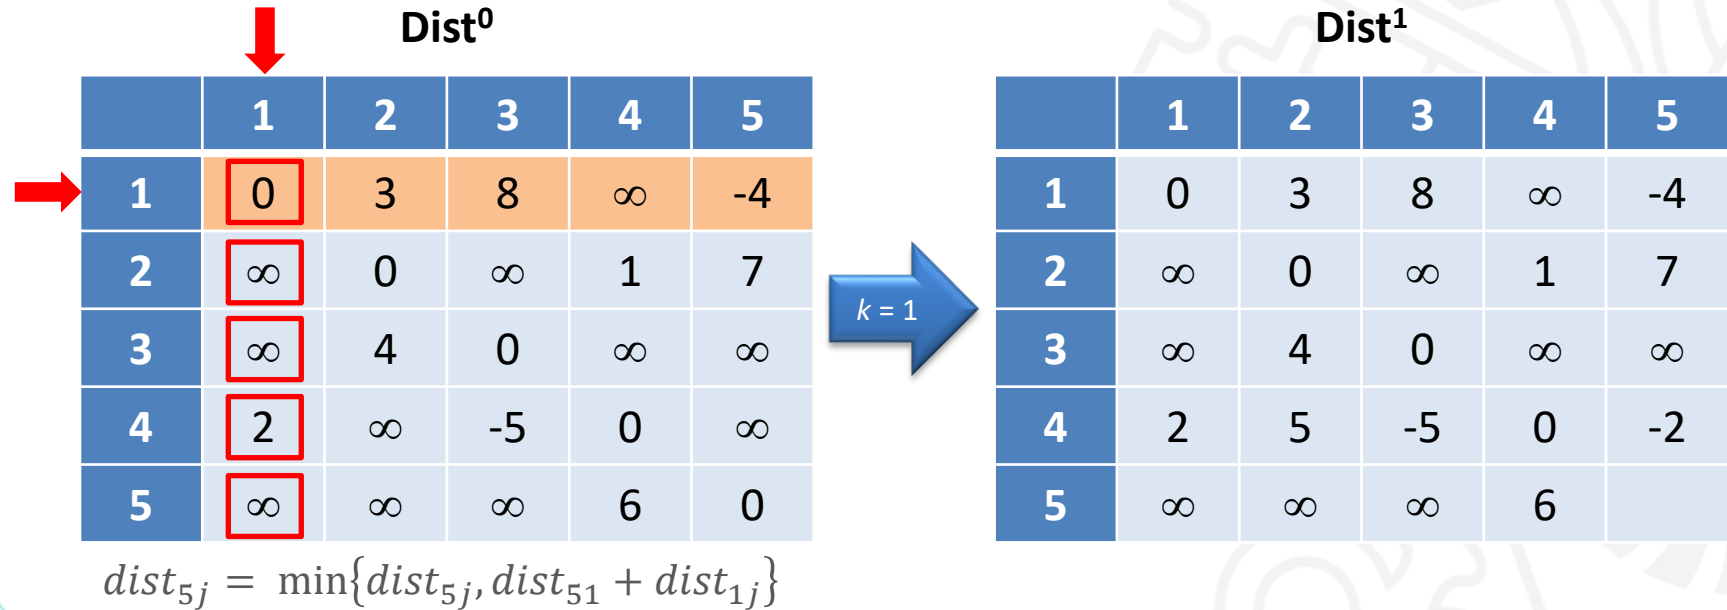 Dist⁰
1 2 3 4 5
1 0 3 8 ∞ -4
2 ∞ 0 ∞ 1 7
3 ∞ 4 0 ∞ ∞
4 2 ∞ -5 0 ∞
5 ∞ ∞ ∞ 6 0
dist₅ⱼ = min{dist₅ⱼ, dist₅₁ + dist₁ⱼ}
k = 1
Dist¹
1 2 3 4 5
1 0 3 8 ∞ -4
2 ∞ 0 ∞ 1 7
3 ∞ 4 0 ∞ ∞
4 2 5 -5 0 -2
5 ∞ ∞ ∞ 6